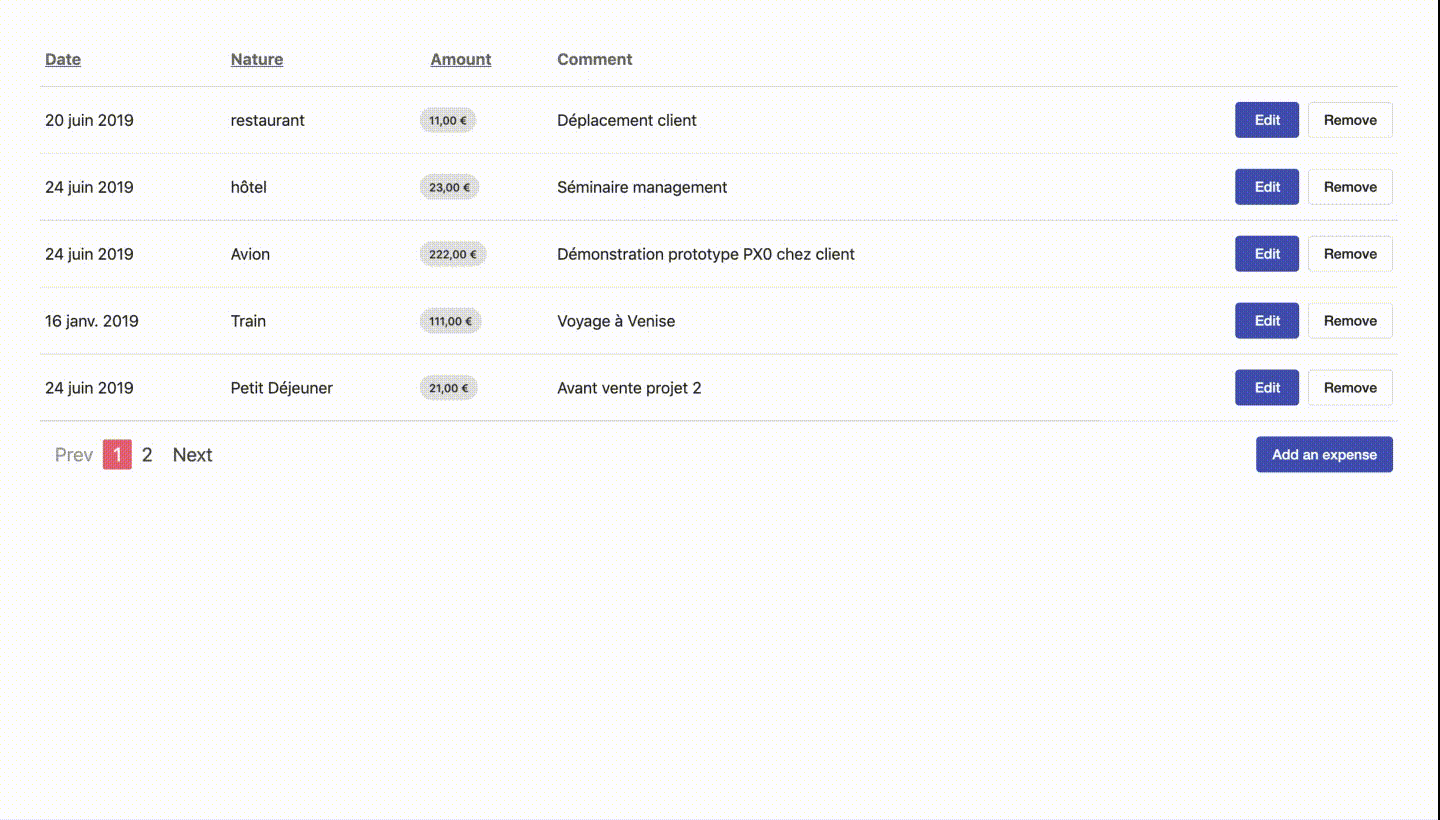 Date Nature Amount Comment
20 juin 2019 restaurant 11,00 € Déplacement client Edit Remove
24 juin 2019 hôtel 23,00 € Séminaire management Edit Remove
24 juin 2019 Avion 222,00 € Démonstration prototype PX0 chez client Edit Remove
16 janv. 2019 Train 111,00 € Voyage à Venise Edit Remove
24 juin 2019 Petit Déjeuner 21,00 € Avant vente projet 2 Edit Remove
Prev 1 2 Next Add an expense